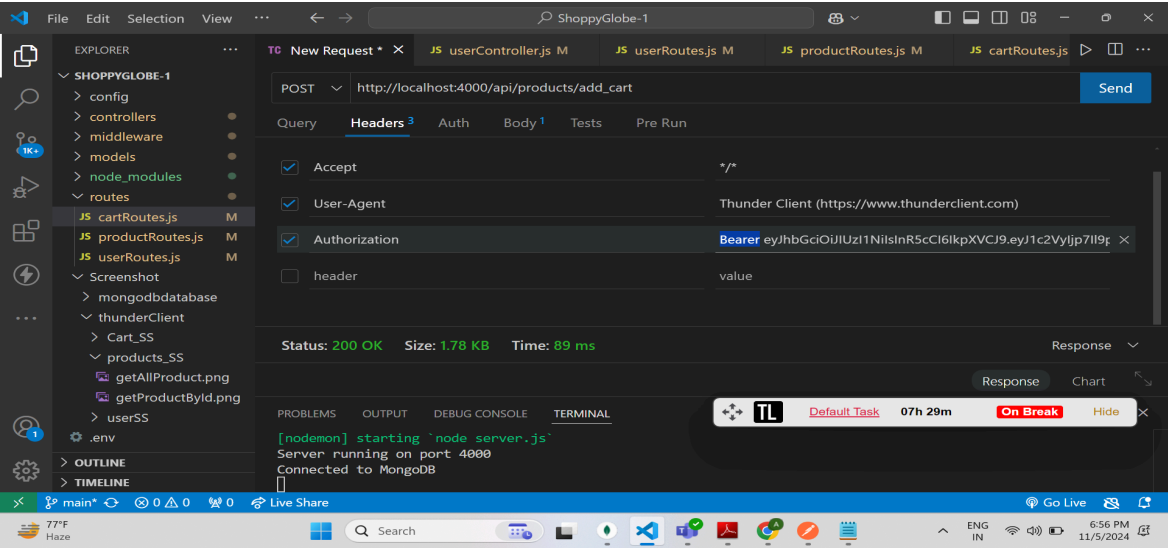 File Edit Selection View ··· ShoppyGlobe-1
EXPLORER ···
TC New Request * JS userController.js M JS userRoutes.js M JS productRoutes.js M JS cartRoutes.js ···
SHOPPYGLOBE-1
config
controllers
middleware
models
node_modules
routes
JS cartRoutes.js M
JS productRoutes.js M
JS userRoutes.js M
Screenshot
mongodbdatabase
thunderClient
Cart_SS
products_SS
getAllProduct.png
getProductById.png
userSS
.env
OUTLINE
TIMELINE
1K+
1
POST http://localhost:4000/api/products/add_cart Send
Query Headers 3 Auth Body 1 Tests Pre Run
Accept */*
User-Agent Thunder Client (https://www.thunderclient.com)
Authorization Bearer
header value
Status: 200 OK Size: 1.78 KB Time: 89 ms Response
Response Chart
PROBLEMS OUTPUT DEBUG CONSOLE TERMINAL
TL Default Task 07h 29m On Break Hide
[nodemon] starting `node server.js`
Server running on port 4000
Connected to MongoDB
main* 0 0 0 Live Share Go Live
77°F
Haze
Search
ENG
IN
6:56 PM
11/5/2024